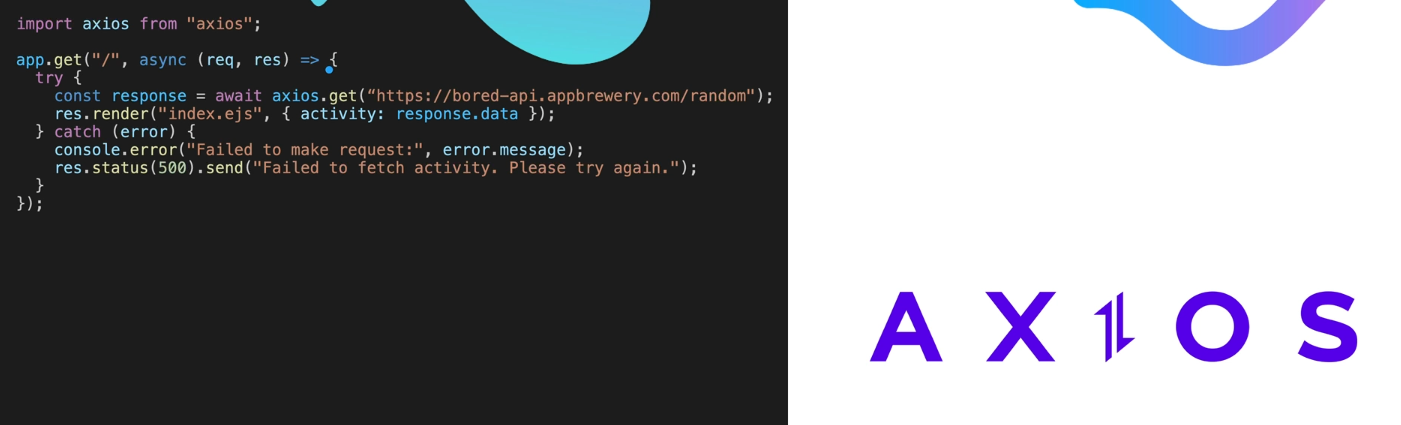 import axios from "axios";

app.get("/", async (req, res) => {
  try {
    const response = await axios.get(“https://bored-api.appbrewery.com/random");
    res.render("index.ejs", { activity: response.data });
  } catch (error) {
    console.error("Failed to make request:", error.message);
    res.status(500).send("Failed to fetch activity. Please try again.");
  }
});
AXIOS